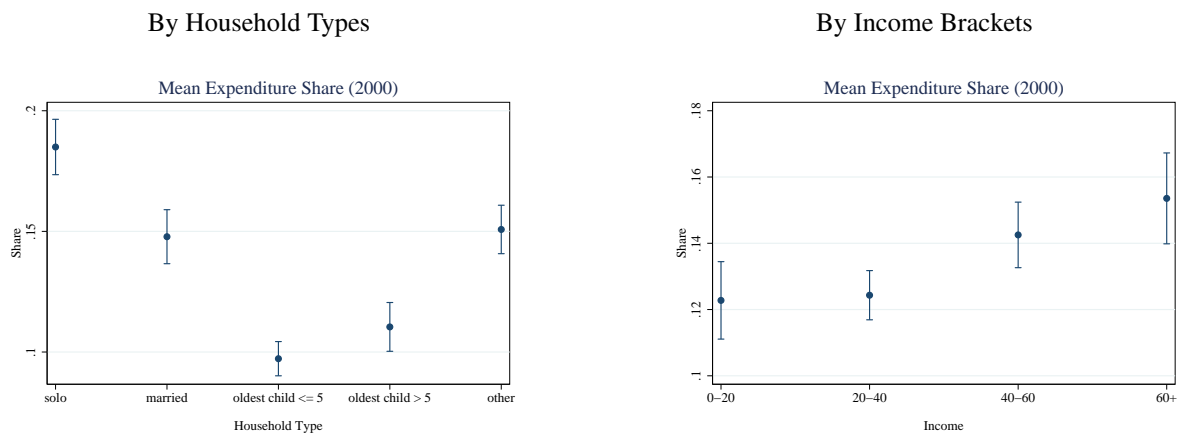 By Household Types
Mean Expenditure Share (2000)
Share
.2
.15
.1
solo married oldest child <= 5 oldest child > 5 other
Household Type
By Income Brackets
Mean Expenditure Share (2000)
Share
.18
.16
.14
.12
.1
0–20 20–40 40–60 60+
Income